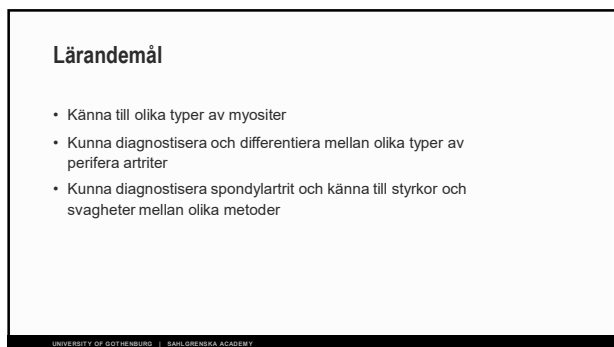 Lärandemål
• Känna till olika typer av myositer
• Kunna diagnostisera och differentiera mellan olika typer av
perifera artriter
• Kunna diagnostisera spondylartrit och känna till styrkor och
svagheter mellan olika metoder
UNIVERSITY OF GOTHENBURG | SAHLGRENSKA ACADEMY